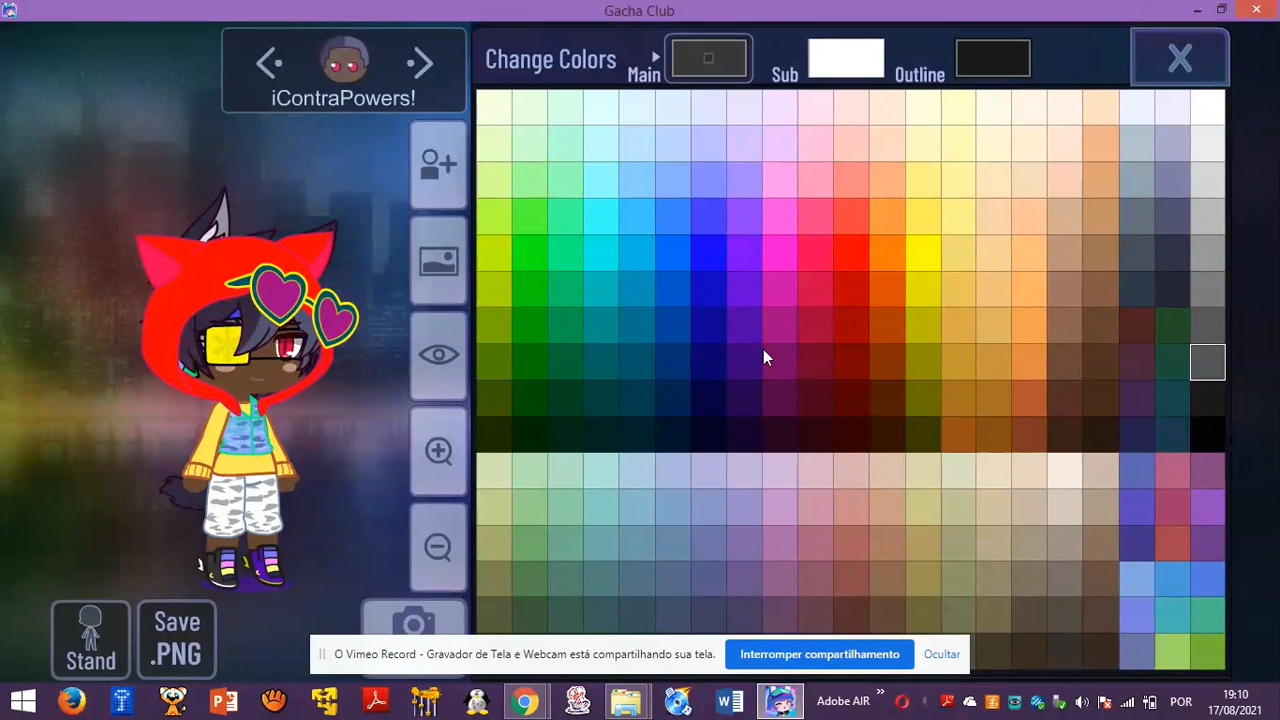 Gacha Club
iContraPowers!
Change Colors
Main
Sub
Outline
X
Stand
Save
.PNG
O Vimeo Record - Gravador de Tela e Webcam está compartilhando sua tela.
Interromper compartilhamento
Ocultar
Adobe AIR
POR
19:10
17/08/2021